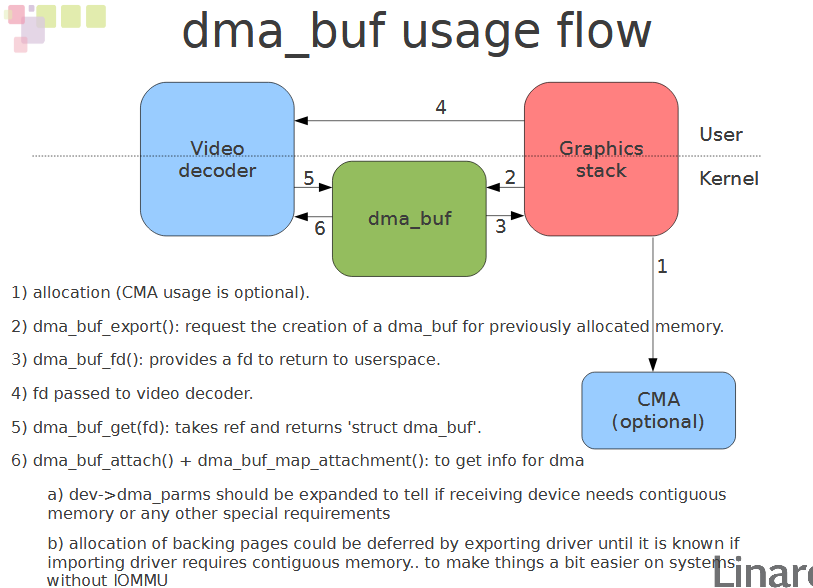 dma_buf usage flow
4
Video
decoder
Graphics
stack
User
Kernel
5
2
dma_buf
6
3
1
1) allocation (CMA usage is optional).
2) dma_buf_export(): request the creation of a dma_buf for previously allocated memory.
3) dma_buf_fd(): provides a fd to return to userspace.
4) fd passed to video decoder.
CMA
(optional)
5) dma_buf_get(fd): takes ref and returns 'struct dma_buf'.
6) dma_buf_attach() + dma_buf_map_attachment(): to get info for dma
a) dev->dma_parms should be expanded to tell if receiving device needs contiguous
memory or any other special requirements
b) allocation of backing pages could be deferred by exporting driver until it is known if
importing driver requires contiguous memory.. to make things a bit easier on systems
without IOMMU